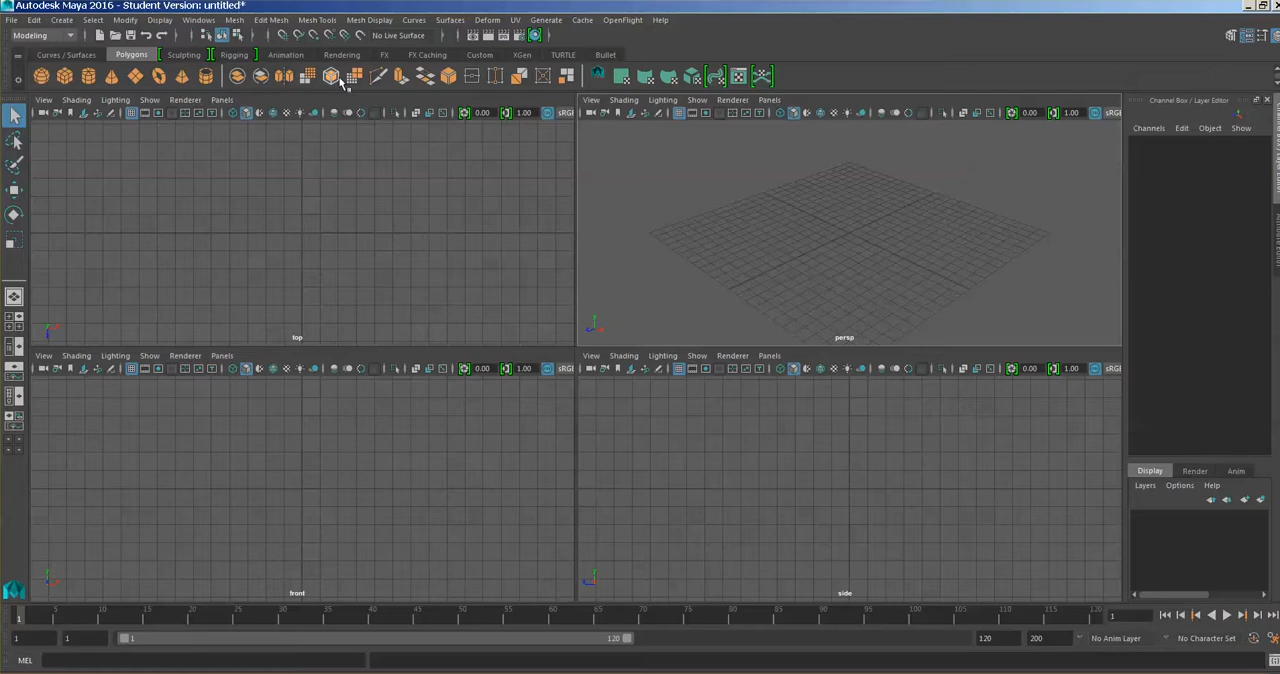 Autodesk Maya 2016 - Student Version: untitled*
File Edit Create Select Modify Display Windows Mesh Edit Mesh Mesh Tools Mesh Display Curves Surfaces Deform UV Generate Cache OpenFlight Help
Modeling No Live Surface
Curves / Surfaces Polygons Sculpting Rigging Animation Rendering FX FX Caching Custom XGen TURTLE Bullet
View Shading Lighting Show Renderer Panels
View Shading Lighting Show Renderer Panels
Channel Box / Layer Editor
0.00 1.00 sRGB
0.00 1.00 sRGB
Channels Edit Object Show
top
persp
View Shading Lighting Show Renderer Panels
View Shading Lighting Show Renderer Panels
0.00 1.00 sRGB
0.00 1.00 sRGB
Display Render Anim
Layers Options Help
front
side
5 10 15 20 25 30 35 40 45 50 55 60 65 70 75 80 85 90 95 100 105 110 115 120
1
1
1 1 1 120 120 200 No Anim Layer No Character Set
MEL